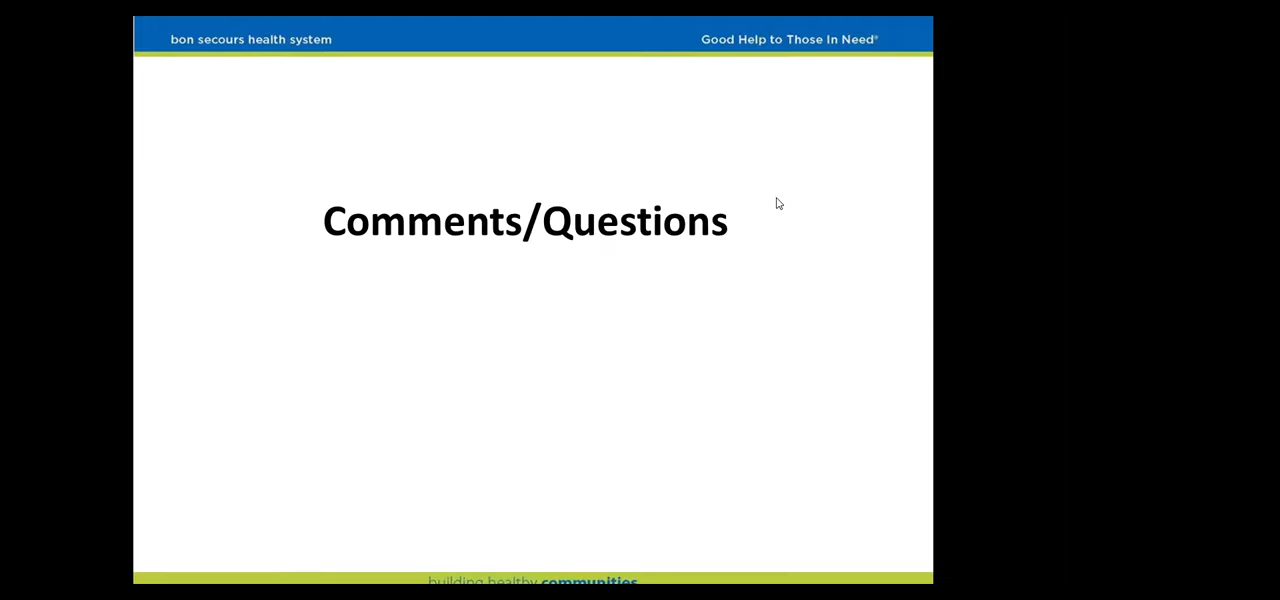 bon secours health system
Good Help to Those In Need®
Comments/Questions
building healthy communities